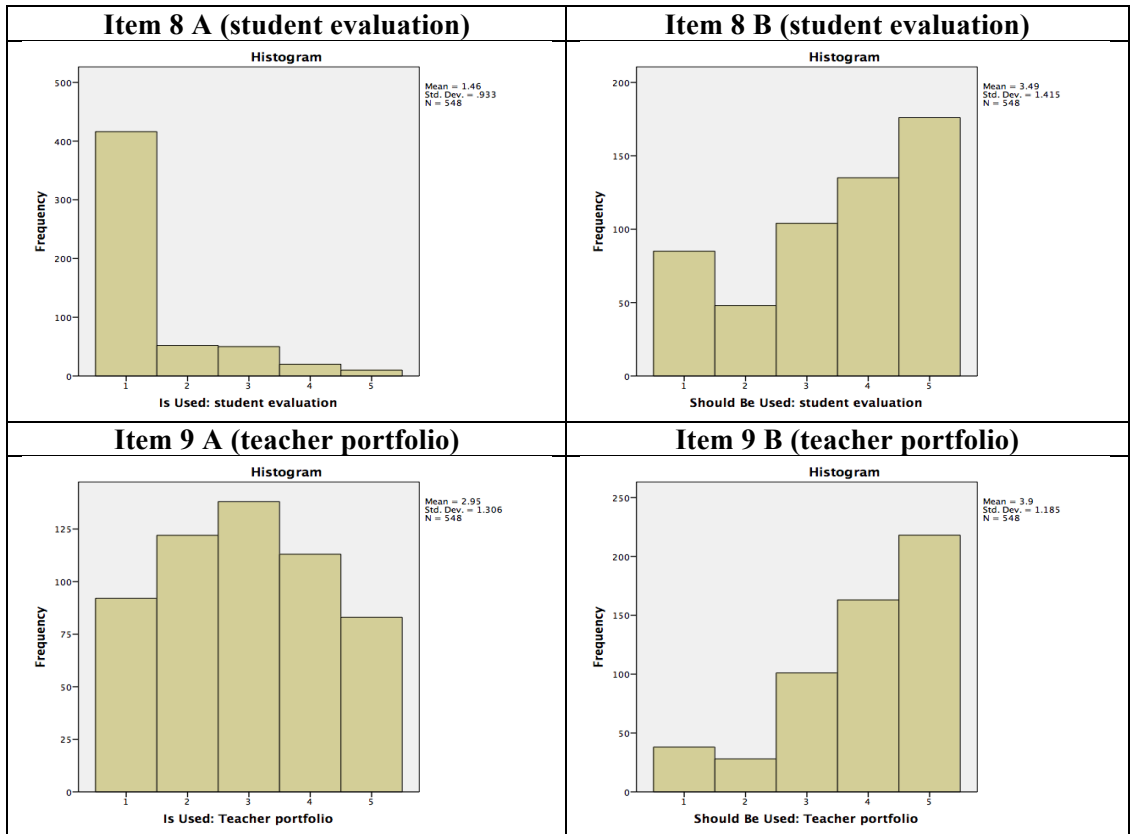 Item 8 A (student evaluation)
Item 8 B (student evaluation)
Histogram
Mean = 1.46
Std. Dev. = .933
N = 548
500
400
300
200
100
0
Frequency
1 2 3 4 5
Is Used: student evaluation
Histogram
Mean = 3.49
Std. Dev. = 1.415
N = 548
200
150
100
50
0
Frequency
1 2 3 4 5
Should Be Used: student evaluation
Item 9 A (teacher portfolio)
Item 9 B (teacher portfolio)
Histogram
Mean = 2.95
Std. Dev. = 1.306
N = 548
125
100
75
50
25
0
Frequency
1 2 3 4 5
Is Used: Teacher portfolio
Histogram
Mean = 3.9
Std. Dev. = 1.185
N = 548
250
200
150
100
50
0
Frequency
1 2 3 4 5
Should Be Used: Teacher portfolio